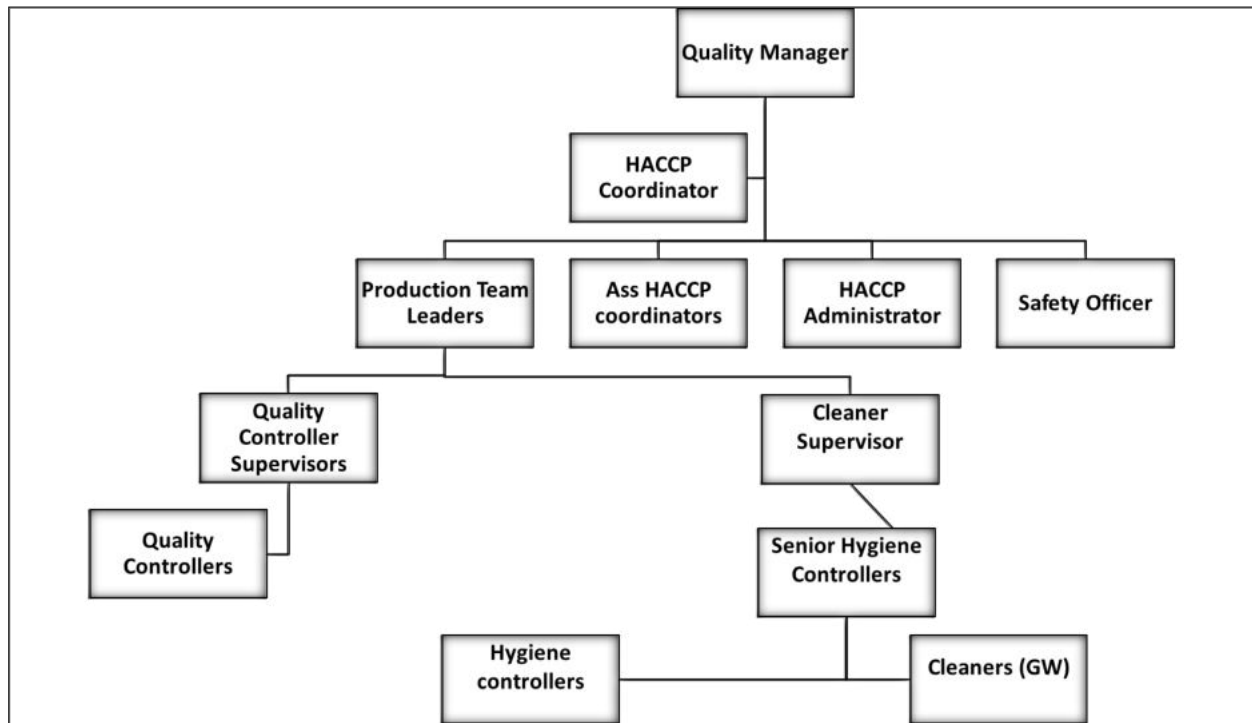 Quality Manager
HACCP
Coordinator
Production Team
Leaders
Ass HACCP
coordinators
HACCP
Administrator
Safety Officer
Quality
Controller
Supervisors
Cleaner
Supervisor
Quality
Controllers
Senior Hygiene
Controllers
Hygiene
controllers
Cleaners (GW)